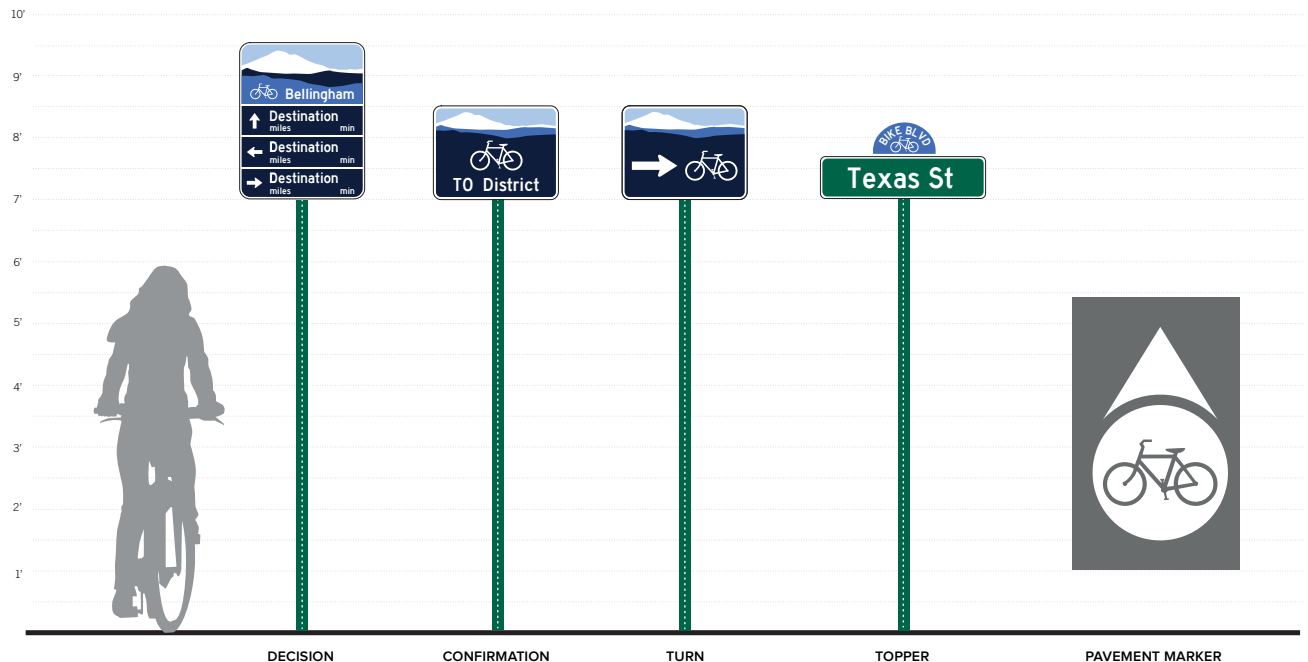 10'
9'
8'
7'
6'
5'
4'
3'
2'
1'
Bellingham
Destination
miles min
Destination
miles min
Destination
miles min
TO District
BIKE BLVD
Texas St
DECISION
CONFIRMATION
TURN
TOPPER
PAVEMENT MARKER